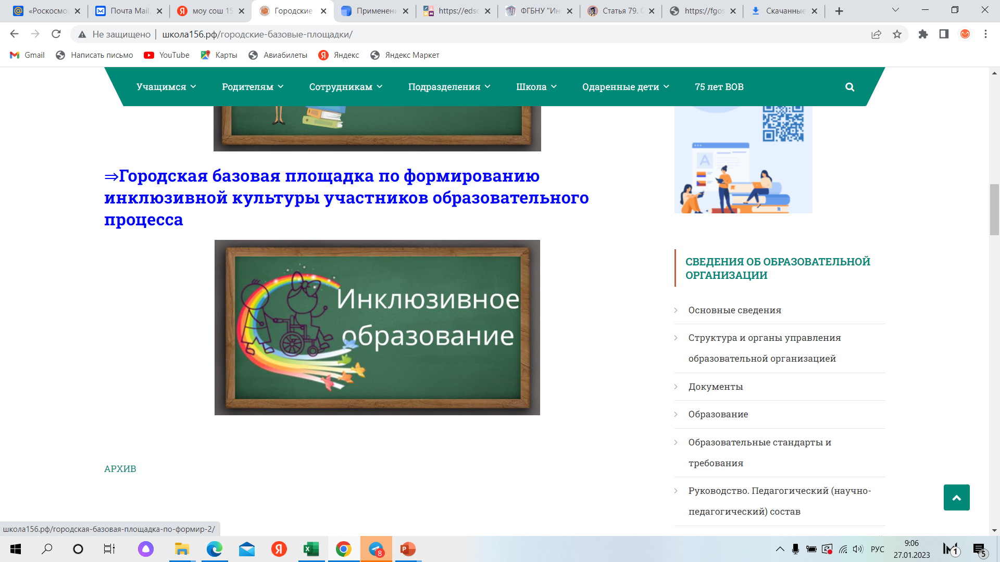 «Роскосмо
Почта Mail.
моу сош 15
Городские
Применени
https://edso
ФГБНУ "Ин
Статья 79. 
https://fgos
Скачанные
Не защищено
школа156.рф/городские-базовые-площадки/
Gmail
Написать письмо
YouTube
Карты
Авиабилеты
Яндекс
Яндекс Маркет
Учащимся
Родителям
Сотрудникам
Подразделения
Школа
Одаренные дети
75 лет ВОВ
⇒Городская базовая площадка по формированию
инклюзивной культуры участников образовательного
процесса
Инклюзивное
образование
АРХИВ
СВЕДЕНИЯ ОБ ОБРАЗОВАТЕЛЬНОЙ
ОРГАНИЗАЦИИ
Основные сведения
Структура и органы управления
образовательной организацией
Документы
Образование
Образовательные стандарты и
требования
Руководство. Педагогический (научно-
педагогический) состав
школа156.рф/городская-базовая-площадка-по-формир-2/
8
РУС
9:06
27.01.2023
1
5